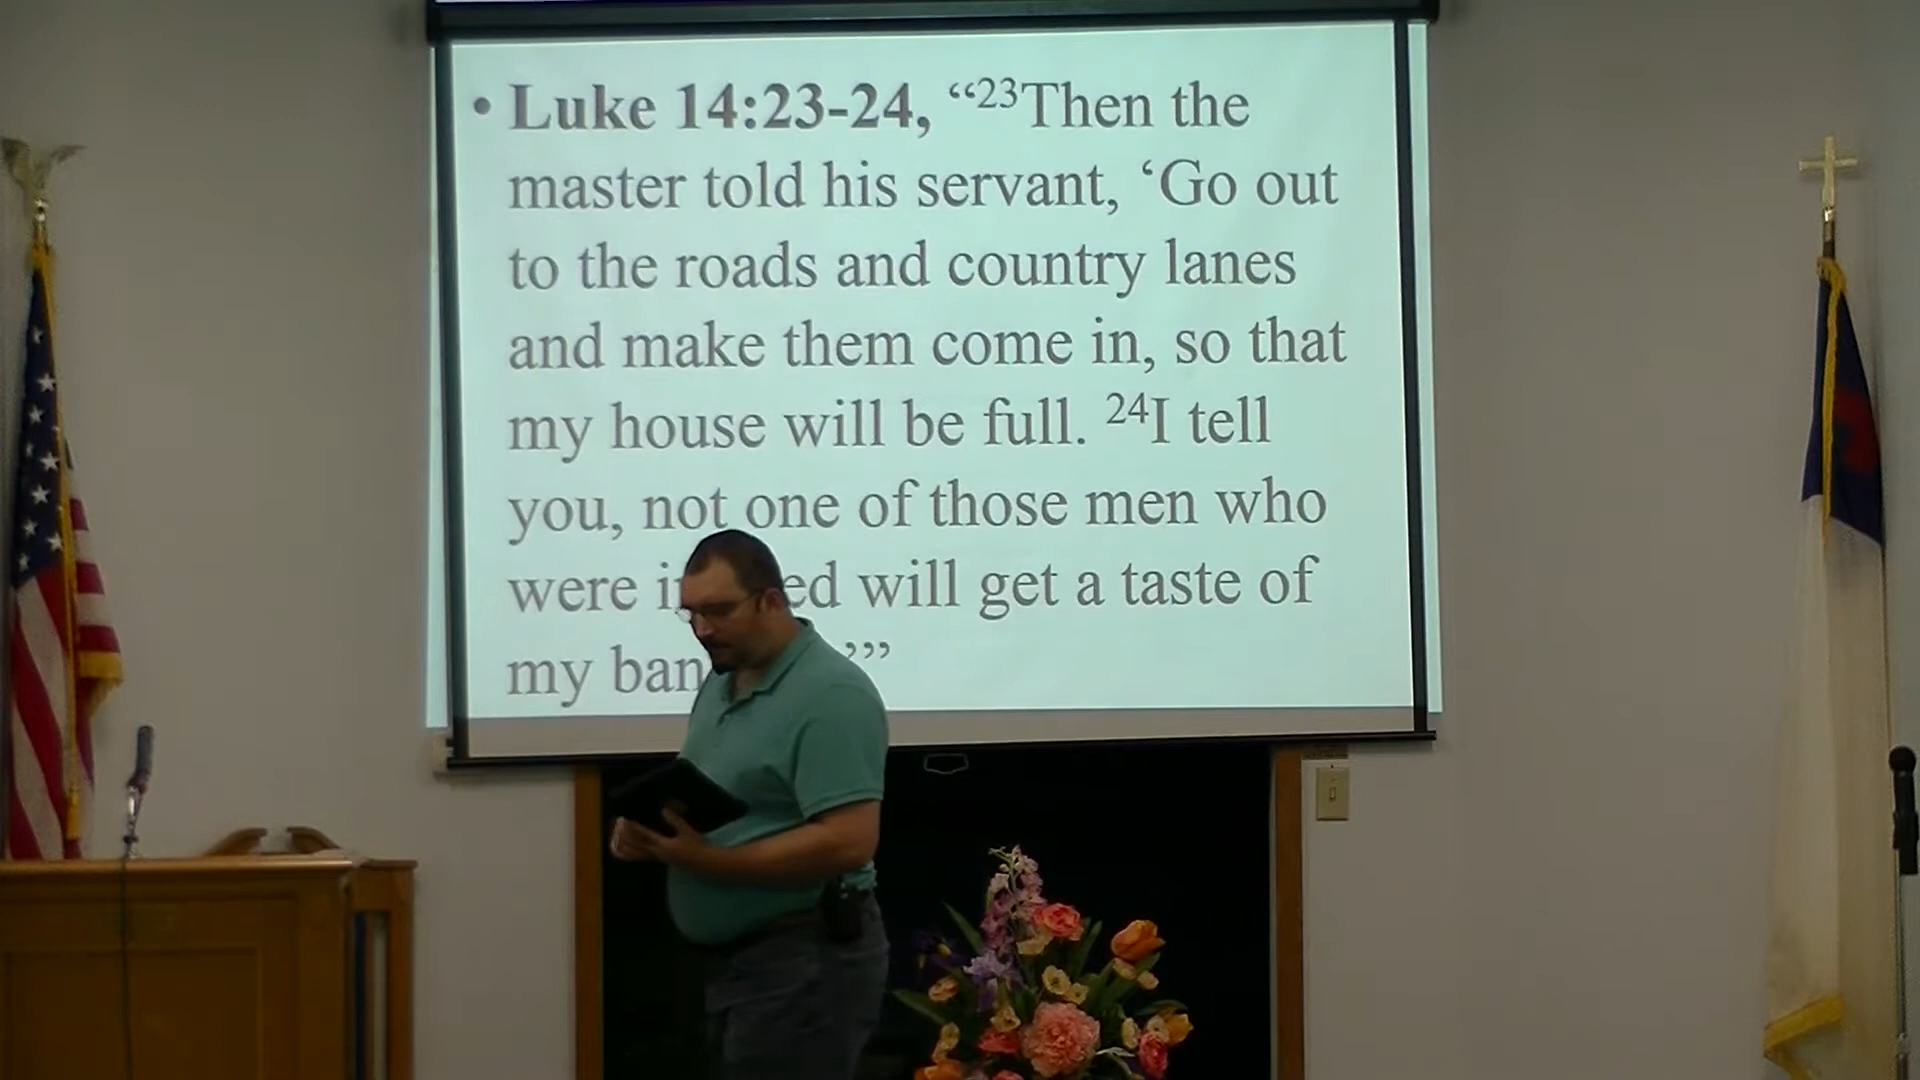 • Luke 14:23-24, “²³Then the
master told his servant, ‘Go out
to the roads and country lanes
and make them come in, so that
my house will be full. ²⁴I tell
you, not one of those men who
were will get a taste of
my ’”